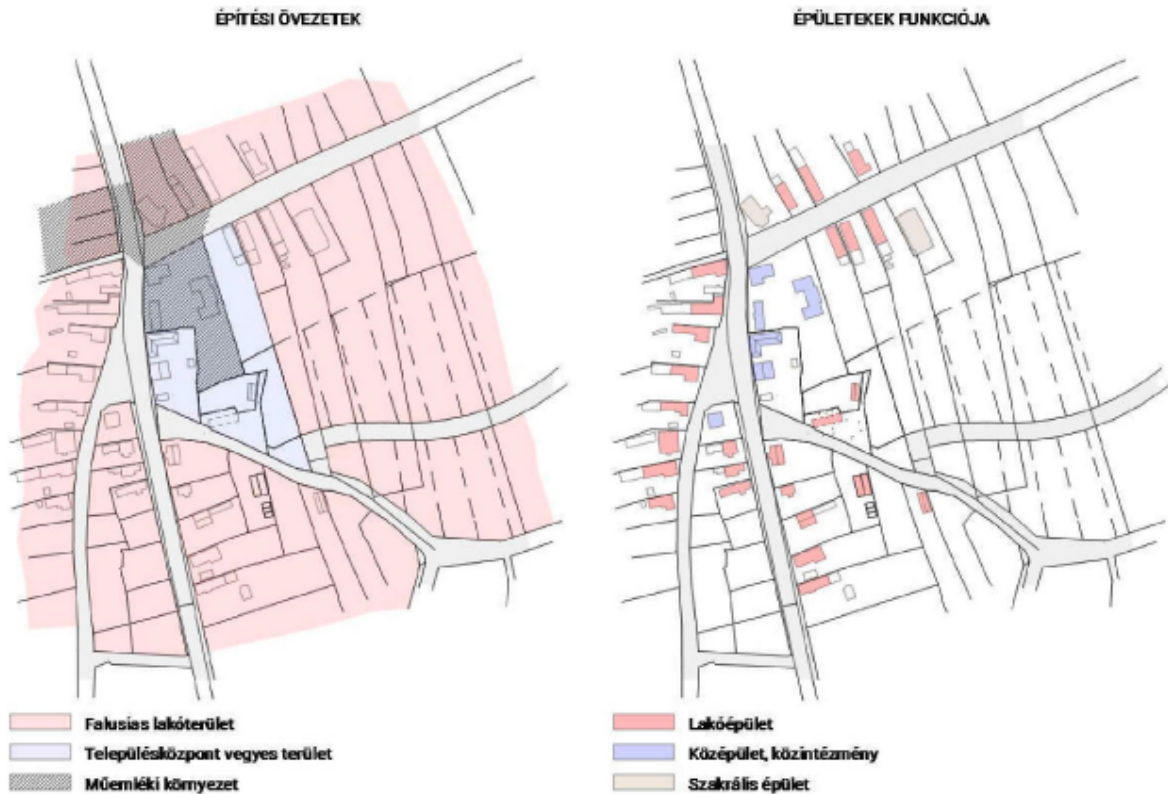 ÉPÍTÉSI ÖVEZETEK
ÉPÜLETEKEK FUNKCIÓJA
Falusias lakóterület
Településközpont vegyes terület
Műemléki környezet
Lakóépület
Középület, közintézmény
Szakrális épület